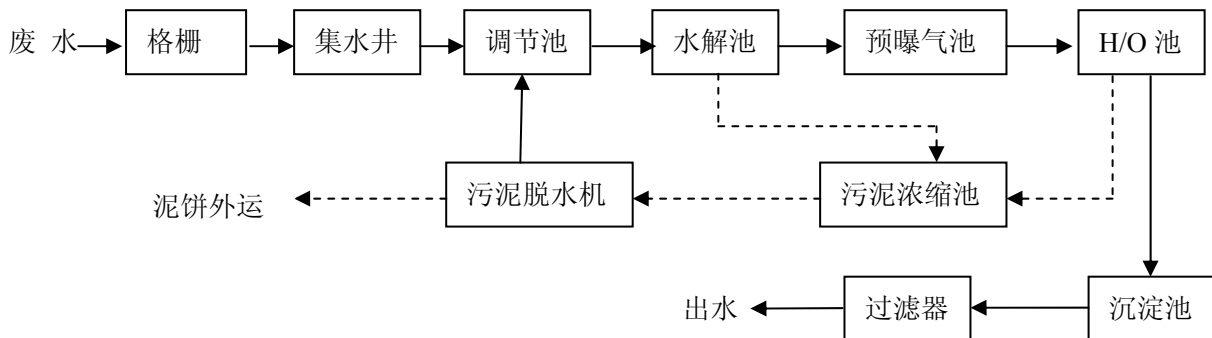 废 水
格栅
集水井
调节池
水解池
预曝气池
H/O 池
泥饼外运
污泥脱水机
污泥浓缩池
出水
过滤器
沉淀池